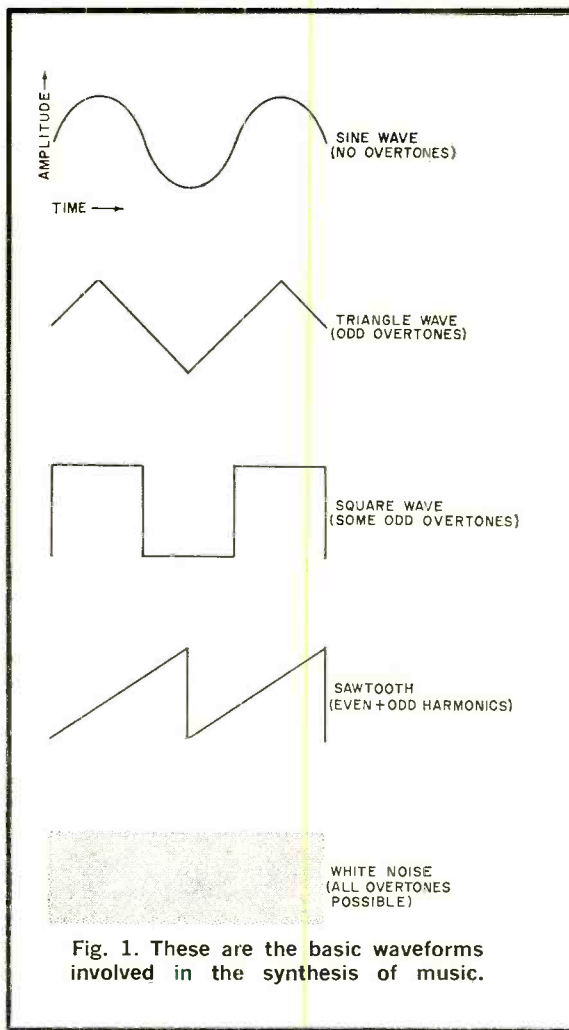 AMPLITUDE→
SINE WAVE
(NO OVERTONES)
TIME →
TRIANGLE WAVE
(ODD OVERTONES)
SQUARE WAVE
(SOME ODD OVERTONES)
SAWTOOTH
(EVEN + ODD HARMONICS)
WHITE NOISE
(ALL OVERTONES
POSSIBLE)
Fig. 1. These are the basic waveforms
involved in the synthesis of music.